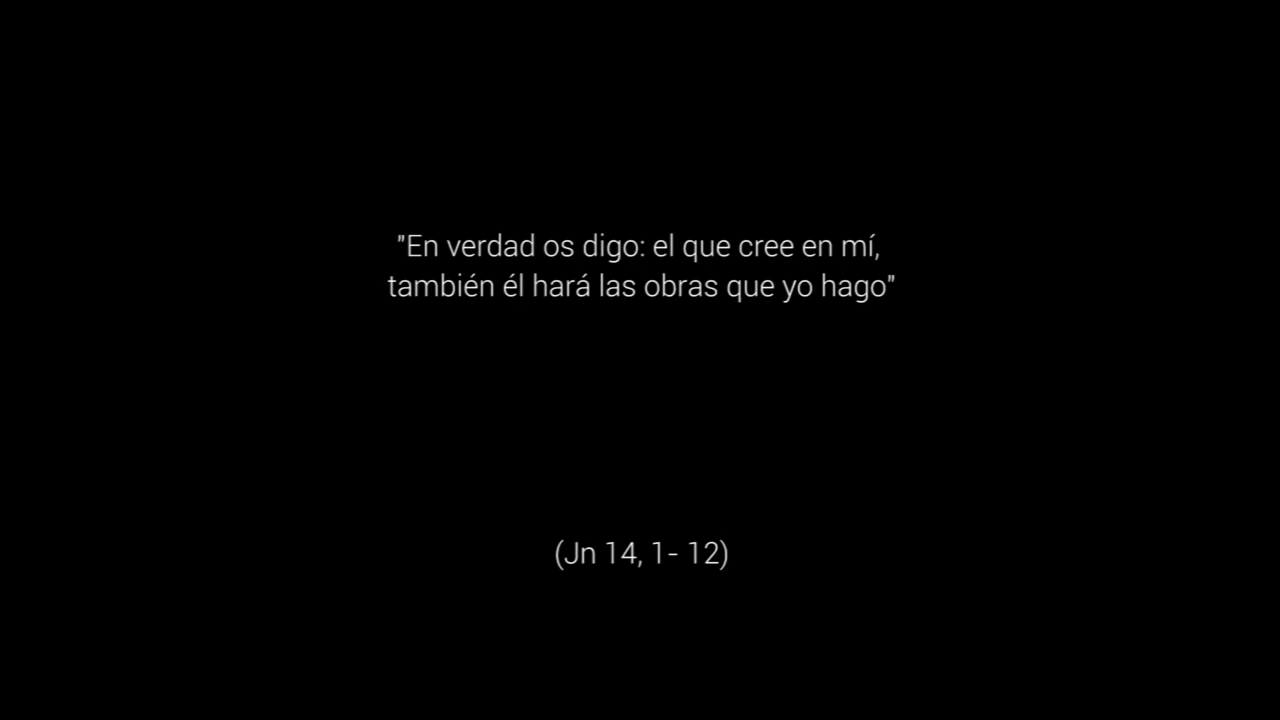 "En verdad os digo: el que cree en mí,
también él hará las obras que yo hago"
(Jn 14, 1- 12)